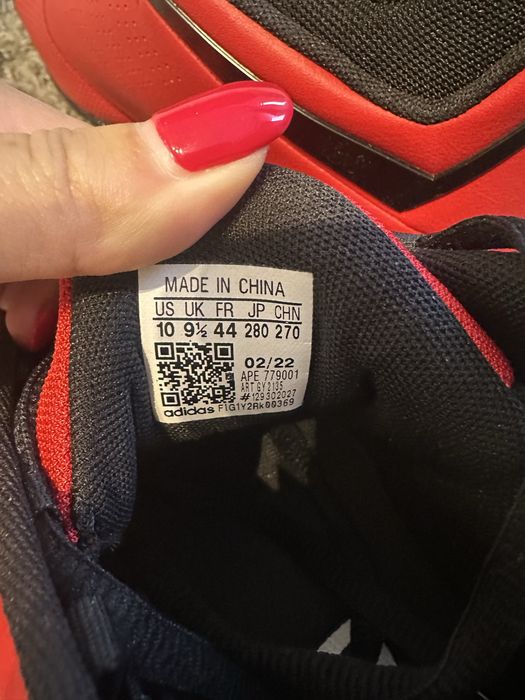 MADE IN CHINA
US UK FR JP CHN
10 9½ 44 280 270
02/22
APE 779001
ART GY2135
#129302027
adidas F1G1Y2Rk00369